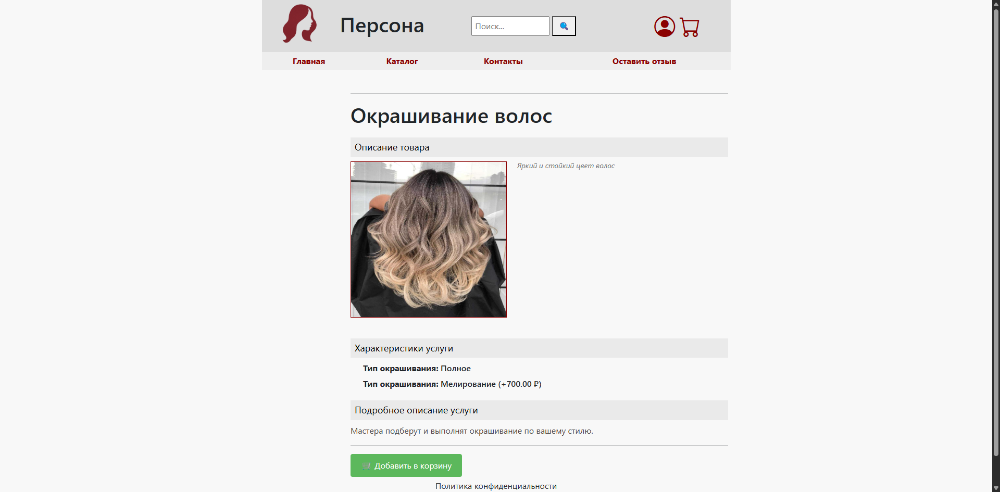 Персона
Поиск...
Главная Каталог Контакты Оставить отзыв
Окрашивание волос
Описание товара
Яркий и стойкий цвет волос
Характеристики услуги
Тип окрашивания: Полное
Тип окрашивания: Мелирование (+700.00 ₽)
Подробное описание услуги
Мастера подберут и выполнят окрашивание по вашему стилю.
🛒 Добавить в корзину
Политика конфиденциальности